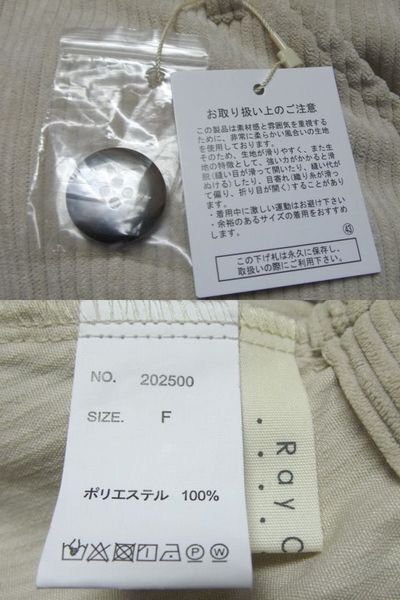 お取り扱い上のご注意
この製品は素材感と雰囲気を重視する
ために、非常に柔らかい風合いの生地
を使用しております。
そのため、生地が滑りやすく、また生
地の特徴として、強い力がかかると滑
脱(縫い目が滑って開いたり、縫い代が
ぬける)したり、目寄れ(織り糸が滑っ
て偏り、折り目が開く)することがあり
ます。
・着用中に激しい運動はお避け下さい
・余裕のあるサイズの着用をおすすめ
します。
この下げ札は永久に保存し、
取扱いの際にご利用下さい。
43
NO. 202500
SIZE. F
ポリエステル 100%
P W
Ray.